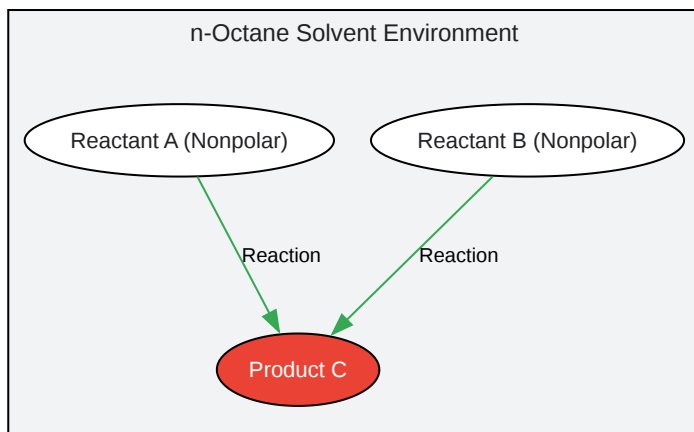 n-Octane Solvent Environment
Reactant A (Nonpolar)
Reactant B (Nonpolar)
Reaction
Reaction
Product C